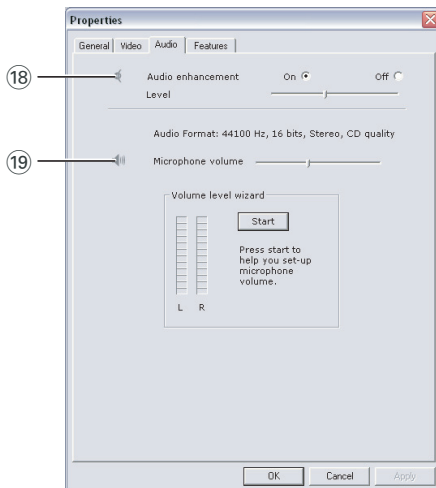 Properties
General Video Audio Features
18 Audio enhancement On Off
Level
Audio Format: 44100 Hz, 16 bits, Stereo, CD quality
19 Microphone volume
Volume level wizard
Start
Press start to
help you set-up
microphone
volume.
L R
OK Cancel Apply